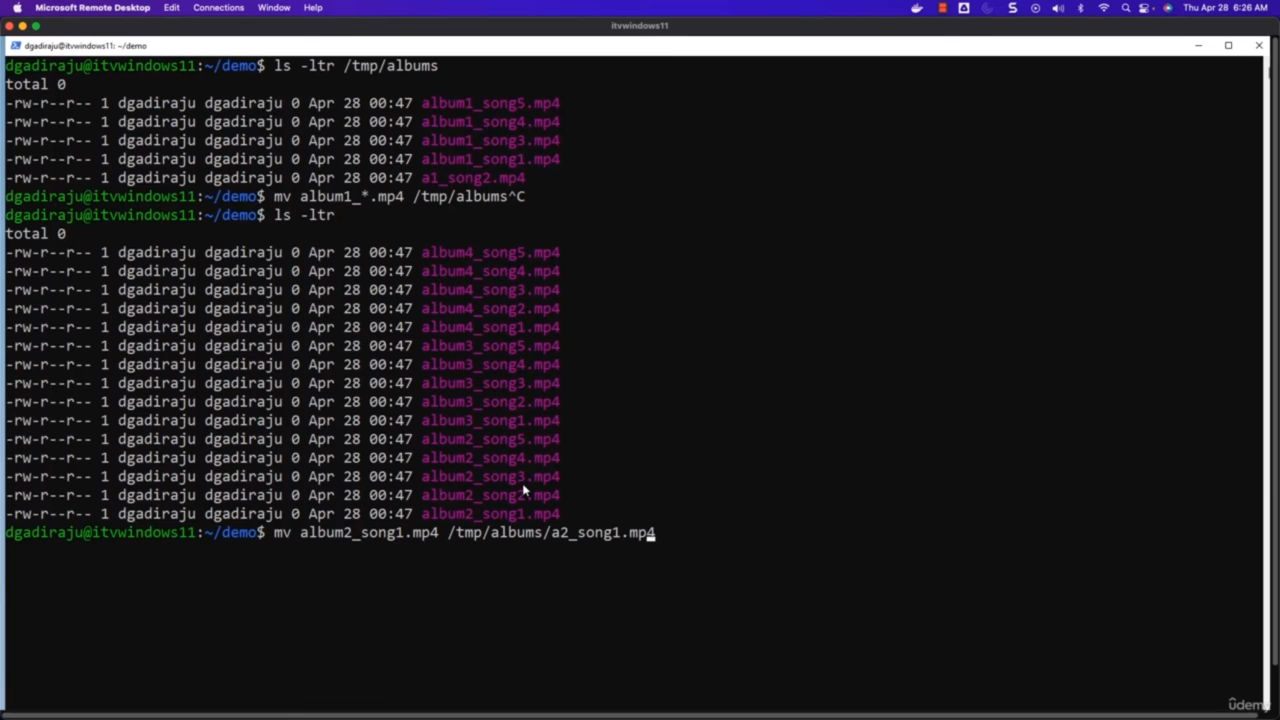 Microsoft Remote Desktop Edit Connections Window Help Thu Apr 28 6:26 AM
itvwindows11
dgadiraju@itvwindows11: ~/demo
dgadiraju@itvwindows11:~/demo$ ls -ltr /tmp/albums
total 0
-rw-r--r-- 1 dgadiraju dgadiraju 0 Apr 28 00:47 album1_song5.mp4
-rw-r--r-- 1 dgadiraju dgadiraju 0 Apr 28 00:47 album1_song4.mp4
-rw-r--r-- 1 dgadiraju dgadiraju 0 Apr 28 00:47 album1_song3.mp4
-rw-r--r-- 1 dgadiraju dgadiraju 0 Apr 28 00:47 album1_song1.mp4
-rw-r--r-- 1 dgadiraju dgadiraju 0 Apr 28 00:47 a1_song2.mp4
dgadiraju@itvwindows11:~/demo$ mv album1_*.mp4 /tmp/albums^C
dgadiraju@itvwindows11:~/demo$ ls -ltr
total 0
-rw-r--r-- 1 dgadiraju dgadiraju 0 Apr 28 00:47 album4_song5.mp4
-rw-r--r-- 1 dgadiraju dgadiraju 0 Apr 28 00:47 album4_song4.mp4
-rw-r--r-- 1 dgadiraju dgadiraju 0 Apr 28 00:47 album4_song3.mp4
-rw-r--r-- 1 dgadiraju dgadiraju 0 Apr 28 00:47 album4_song2.mp4
-rw-r--r-- 1 dgadiraju dgadiraju 0 Apr 28 00:47 album4_song1.mp4
-rw-r--r-- 1 dgadiraju dgadiraju 0 Apr 28 00:47 album3_song5.mp4
-rw-r--r-- 1 dgadiraju dgadiraju 0 Apr 28 00:47 album3_song4.mp4
-rw-r--r-- 1 dgadiraju dgadiraju 0 Apr 28 00:47 album3_song3.mp4
-rw-r--r-- 1 dgadiraju dgadiraju 0 Apr 28 00:47 album3_song2.mp4
-rw-r--r-- 1 dgadiraju dgadiraju 0 Apr 28 00:47 album3_song1.mp4
-rw-r--r-- 1 dgadiraju dgadiraju 0 Apr 28 00:47 album2_song5.mp4
-rw-r--r-- 1 dgadiraju dgadiraju 0 Apr 28 00:47 album2_song4.mp4
-rw-r--r-- 1 dgadiraju dgadiraju 0 Apr 28 00:47 album2_song3.mp4
-rw-r--r-- 1 dgadiraju dgadiraju 0 Apr 28 00:47 album2_song2.mp4
-rw-r--r-- 1 dgadiraju dgadiraju 0 Apr 28 00:47 album2_song1.mp4
dgadiraju@itvwindows11:~/demo$ mv album2_song1.mp4 /tmp/albums/a2_song1.mp4
ûdemy